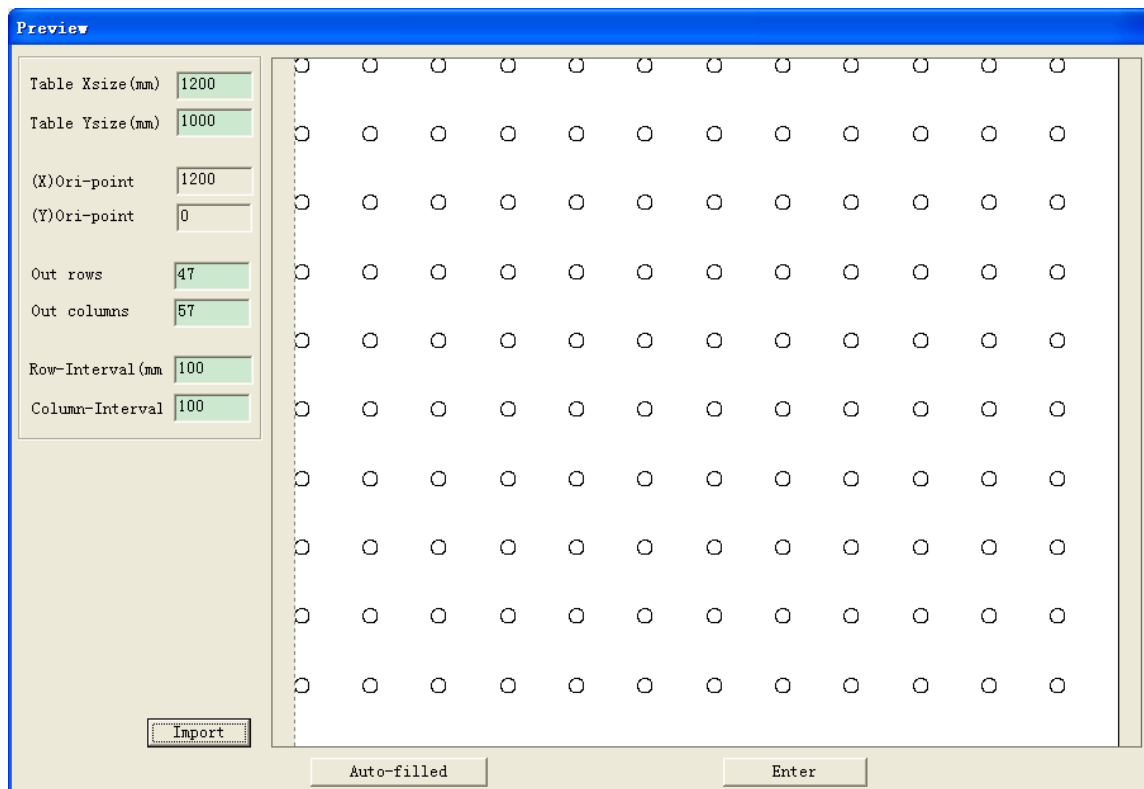 Preview
Table Xsize(mm) 1200
Table Ysize(mm) 1000
(X)Ori-point 1200
(Y)Ori-point 0
Out rows 47
Out columns 57
Row-Interval(mm 100
Column-Interval 100
Import
Auto-filled Enter